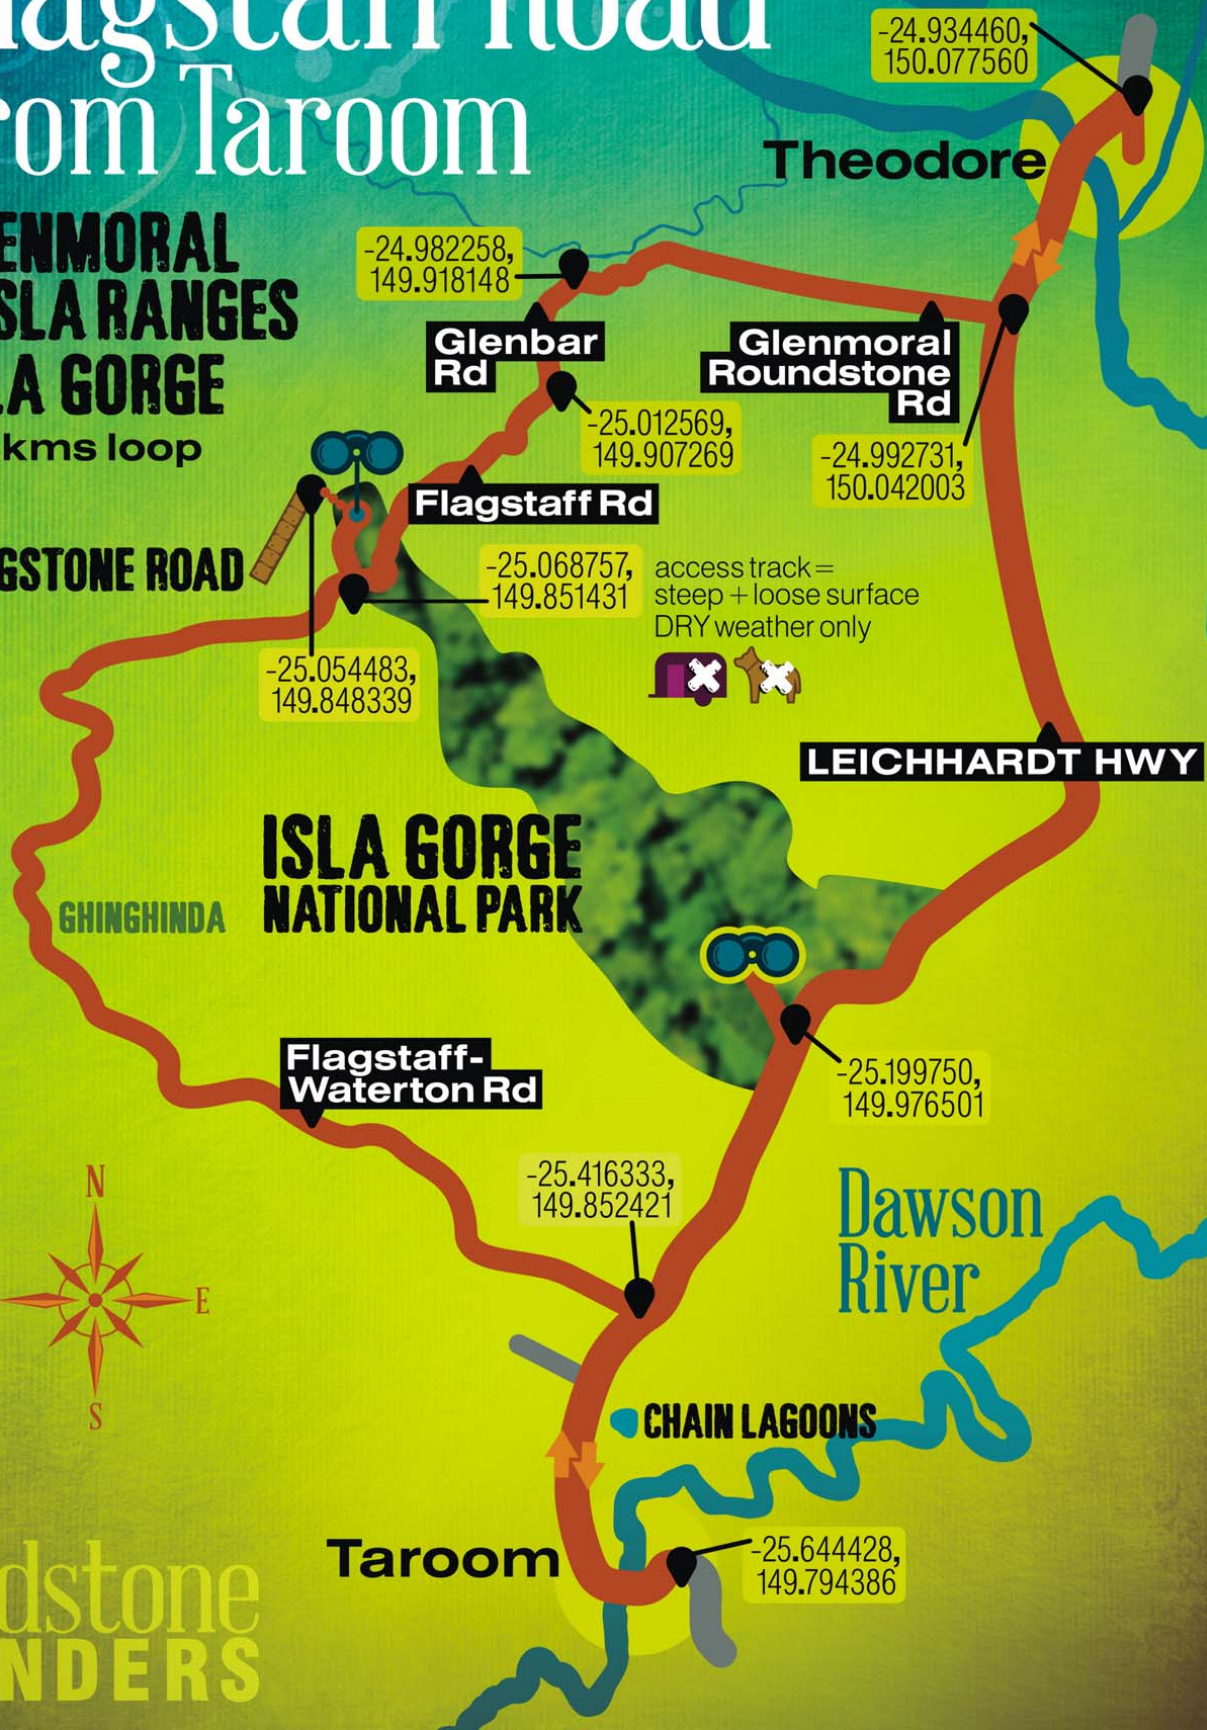 lagstaff Road
rom Taroom
-24.934460,
150.077560
Theodore
ENMORAL
SLA RANGES
LA GORGE
kms loop
-24.982258,
149.918148
Glenbar
Rd
Glenmoral
Roundstone
Rd
-25.012569,
149.907269
-24.992731,
150.042003
Flagstaff Rd
GSTONE ROAD
-25.068757,
149.851431
access track =
steep + loose surface
DRY weather only
-25.054483,
149.848339
LEICHHARDT HWY
ISLA GORGE
NATIONAL PARK
GHINGHINDA
Flagstaff-
Waterton Rd
-25.199750,
149.976501
-25.416333,
149.852421
Dawson
River
N
E
S
CHAIN LAGOONS
Taroom
-25.644428,
149.794386
dstone
NDERS